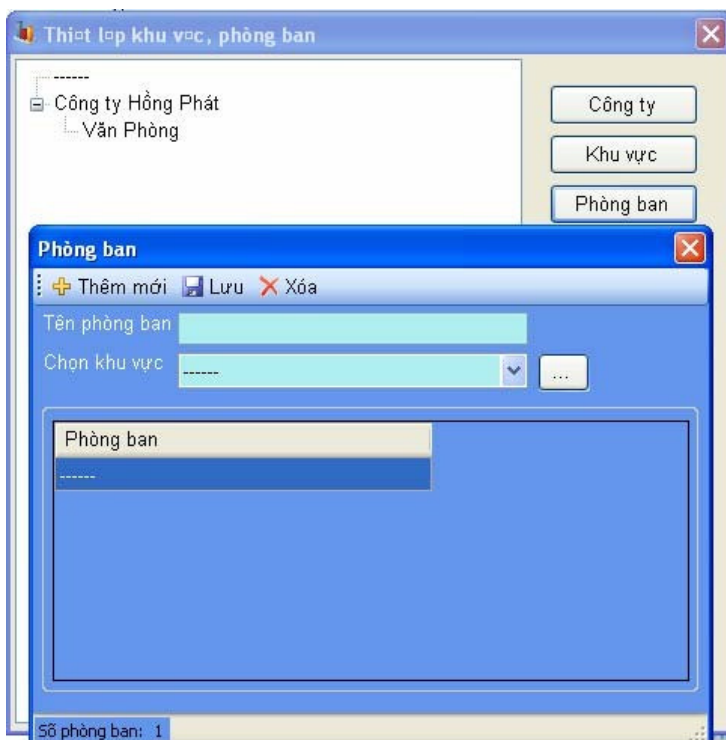 Thi¤t l¤p khu v¤c, phòng ban
------
Công ty Hồng Phát
Văn Phòng
Công ty
Khu vực
Phòng ban
Phòng ban
Thêm mới Lưu Xóa
Tên phòng ban
Chọn khu vực ------ ...
Phòng ban
------
Số phòng ban: 1